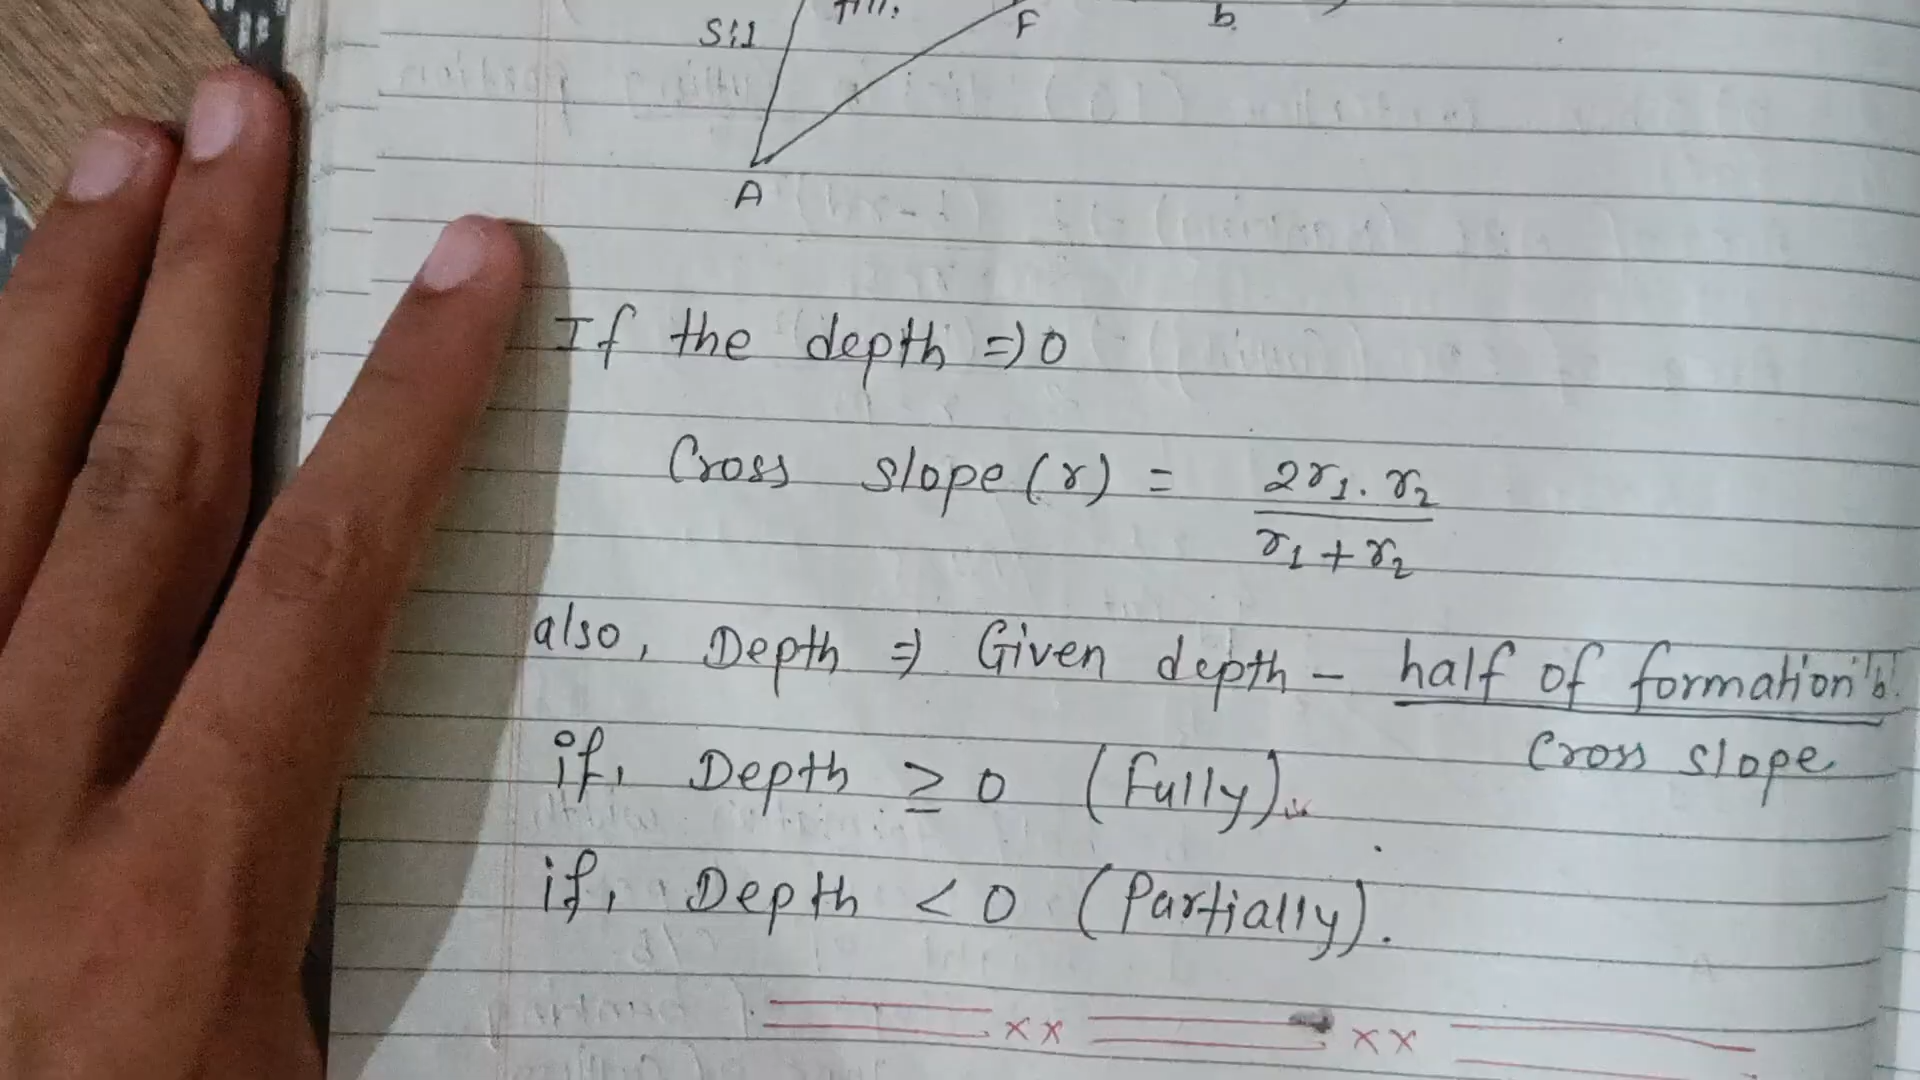 fill.
S:1
F
b
A
If the depth ⇒ 0
Cross slope (r) = 2r₁. r₂ / r₁ + r₂
also, Depth ⇒ Given depth - half of formation 'b'. / Cross slope
if, Depth ≥ 0 (Fully).
if, Depth < 0 (Partially).
xx xx